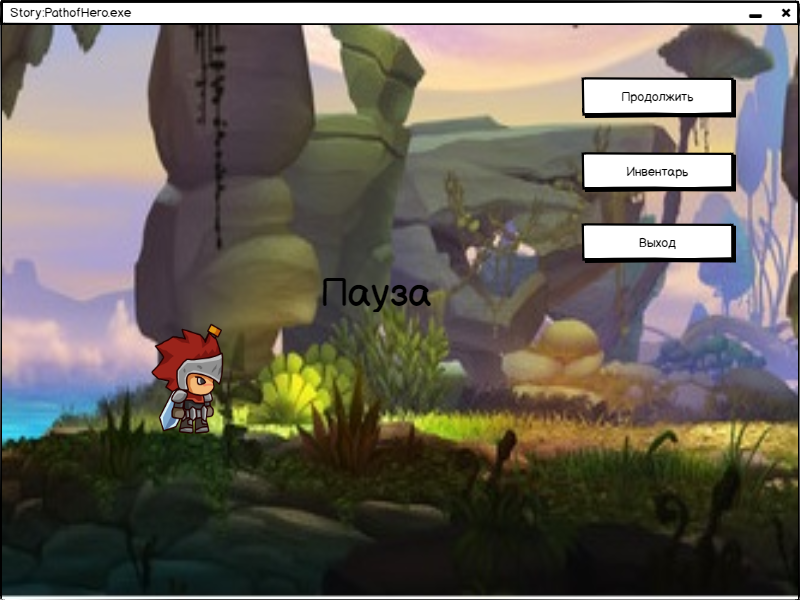 Story:PathofHero.exe
Продолжить
Инвентарь
Выход
Пауза